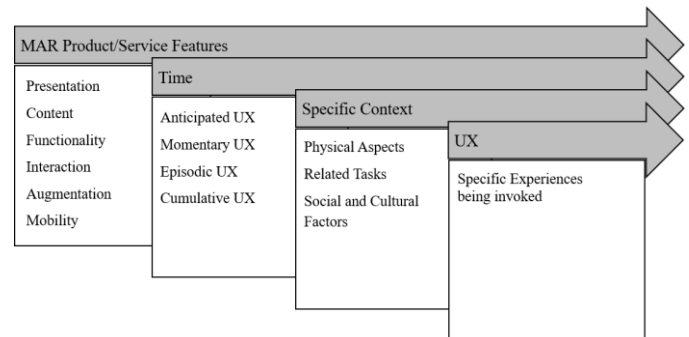 MAR Product/Service Features
Presentation
Content
Functionality
Interaction
Augmentation
Mobility
Time
Anticipated UX
Momentary UX
Episodic UX
Cumulative UX
Specific Context
Physical Aspects
Related Tasks
Social and Cultural
Factors
UX
Specific Experiences
being invoked